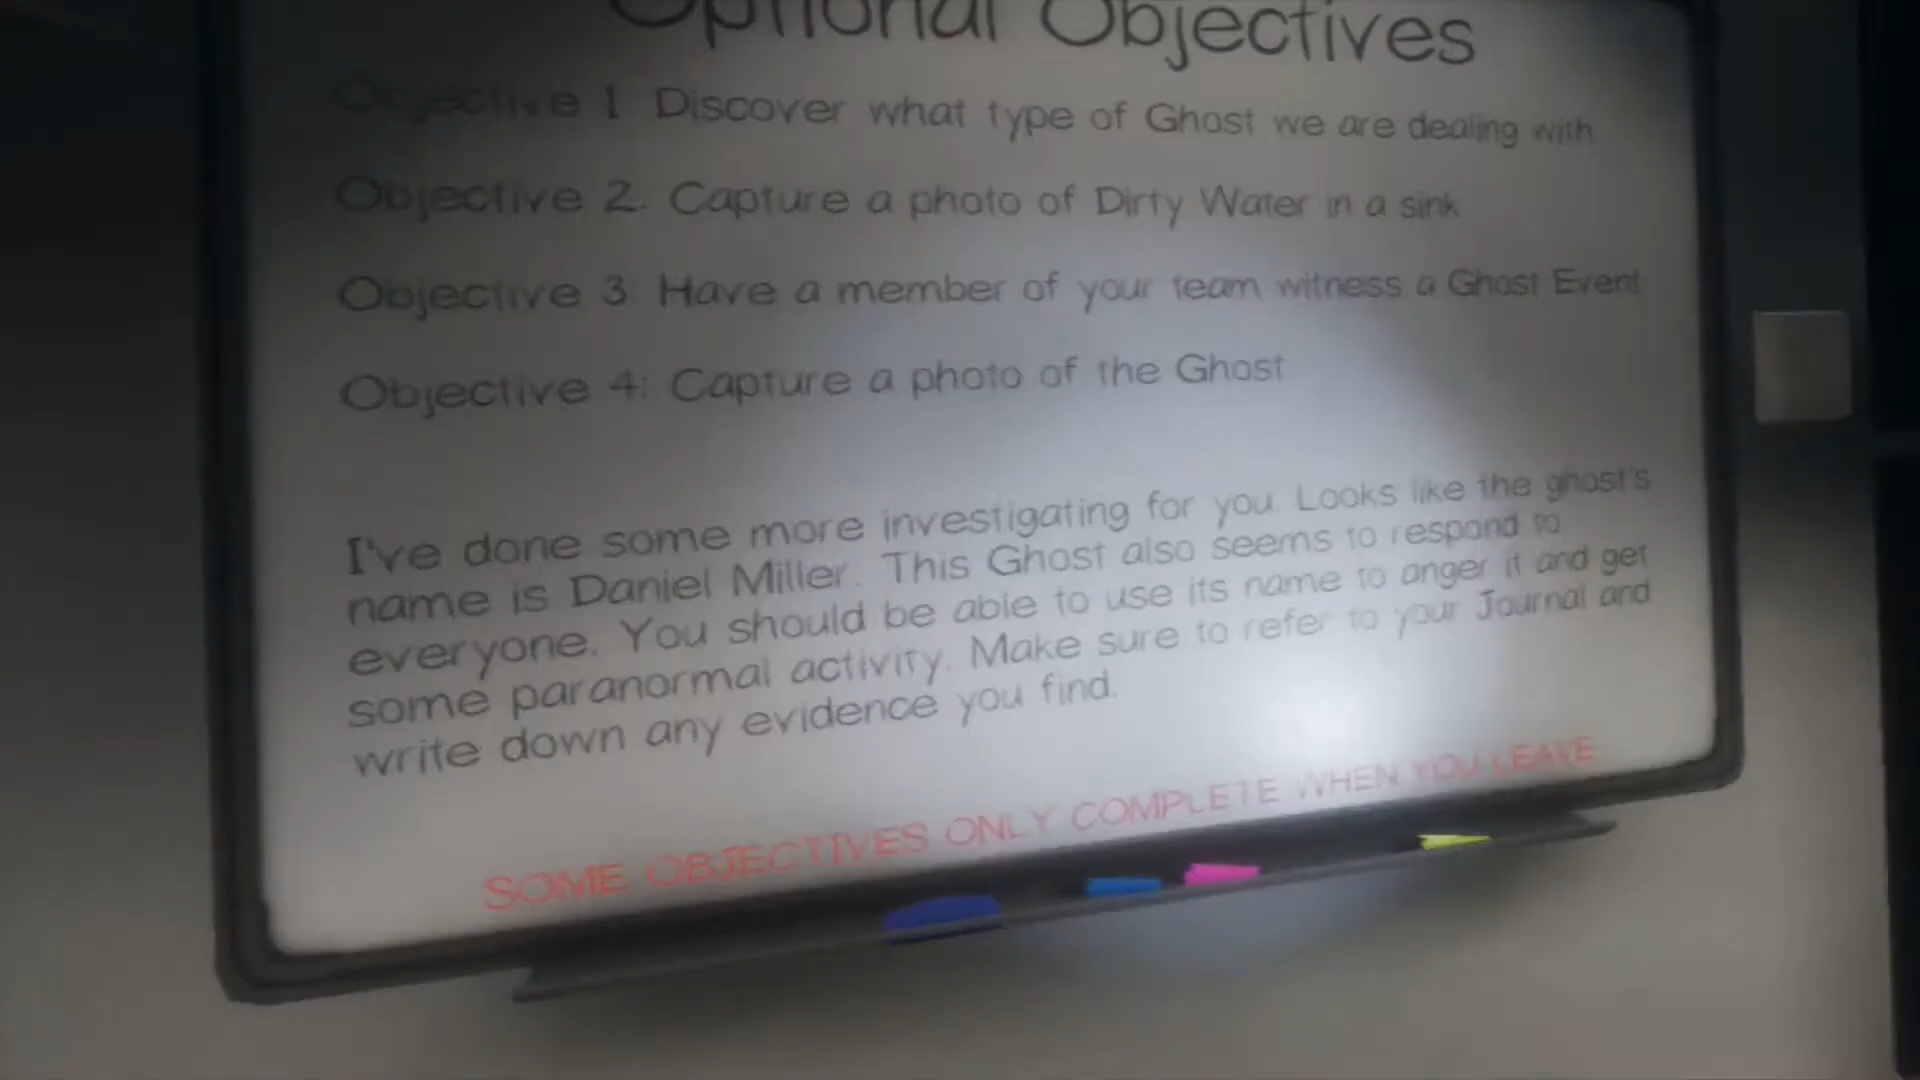 Optional Objectives
Objective 1 Discover what type of Ghost we are dealing with
Objective 2. Capture a photo of Dirty Water in a sink
Objective 3 Have a member of your team witness a Ghost Event
Objective 4: Capture a photo of the Ghost
I've done some more investigating for you. Looks like the ghost's
name is Daniel Miller. This Ghost also seems to respond to
everyone. You should be able to use its name to anger it and get
some paranormal activity. Make sure to refer to your Journal and
write down any evidence you find.
SOME OBJECTIVES ONLY COMPLETE WHEN YOU LEAVE